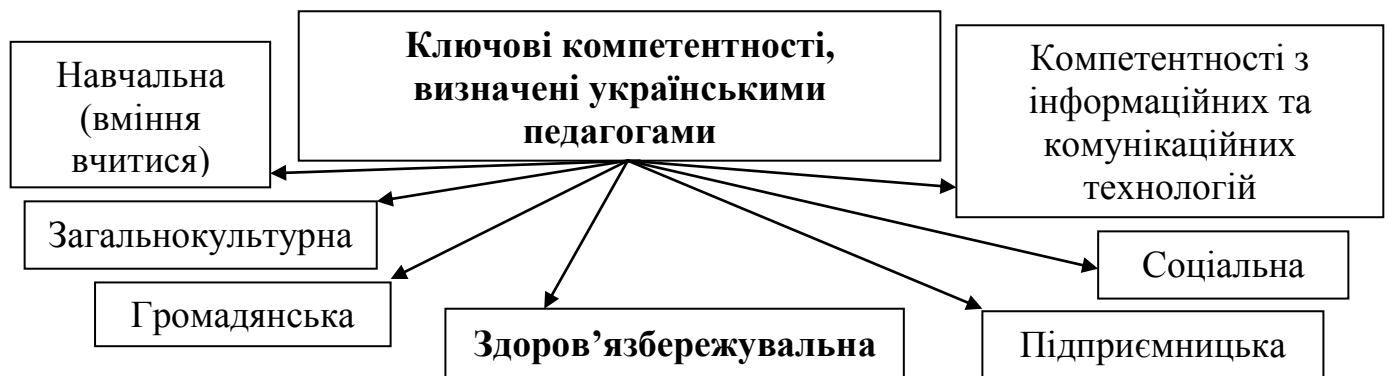 Ключові компетентності,
визначені українськими
педагогами
Навчальна
(вміння
вчитися)
Компетентності з
інформаційних та
комунікаційних
технологій
Загальнокультурна
Соціальна
Громадянська
Здоров’язбережувальна
Підприємницька